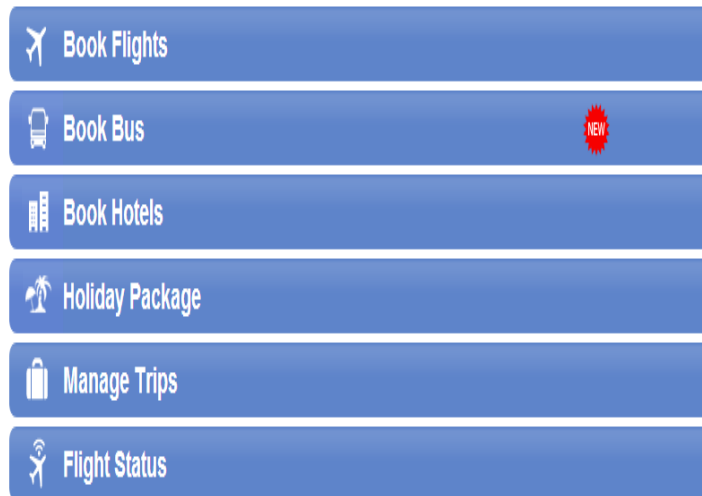 Book Flights
Book Bus
NEW
Book Hotels
Holiday Package
Manage Trips
Flight Status